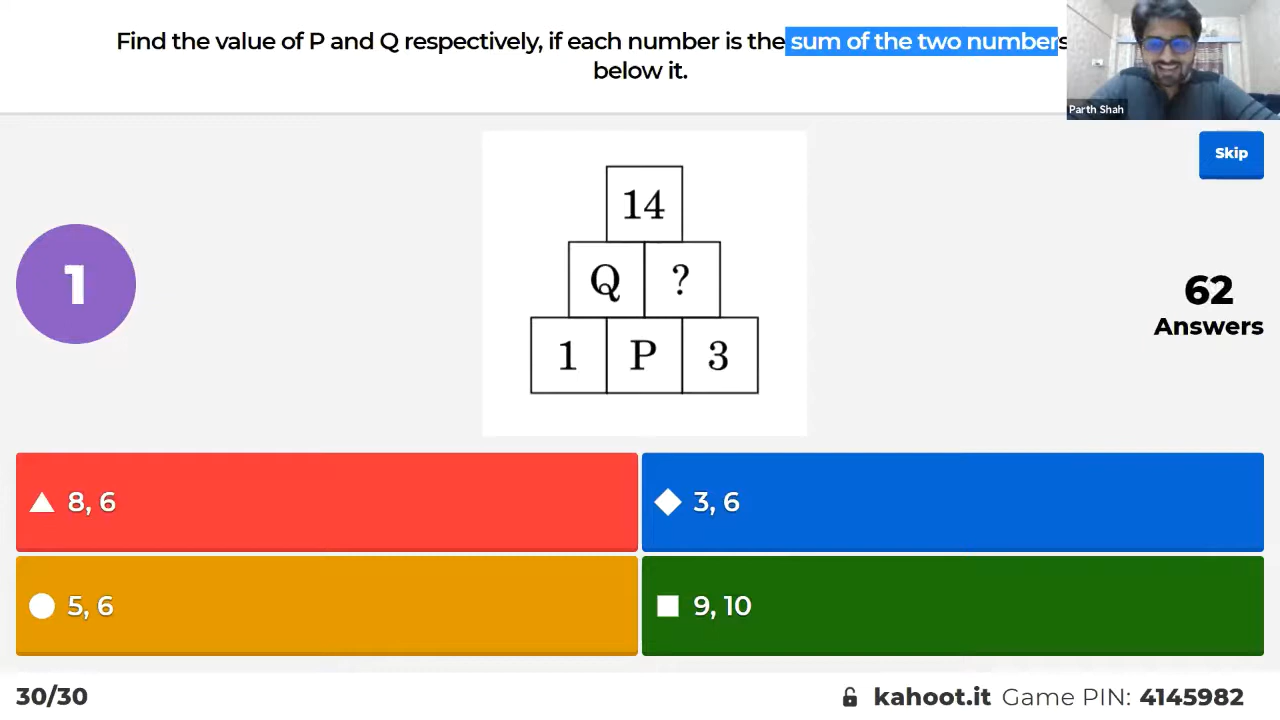 Find the value of P and Q respectively, if each number is the sum of the two numbers
below it.
Parth Shah
Skip
14
Q ?
1 P 3
1
62
Answers
8, 6
3, 6
5, 6
9, 10
30/30
kahoot.it Game PIN: 4145982